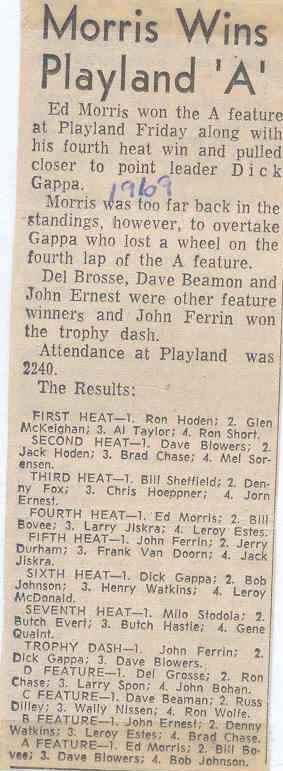 Morris Wins
Playland 'A'
Ed Morris won the A feature
at Playland Friday along with
his fourth heat win and pulled
closer to point leader Dick
Gappa.
1969
Morris was too far back in the
standings, however, to overtake
Gappa who lost a wheel on the
fourth lap of the A feature.
Del Brosse, Dave Beamon and
John Ernest were other feature
winners and John Ferrin won
the trophy dash.
Attendance at Playland was
2240.
The Results:
FIRST HEAT—1. Ron Hoden; 2. Glen
McKeighan; 3. Al Taylor; 4. Ron Short.
SECOND HEAT—1. Dave Blowers; 2.
Jack Hoden; 3. Brad Chase; 4. Mel Sor-
ensen.
THIRD HEAT—1. Bill Sheffield; 2. Den-
ny Fox; 3. Chris Hoeppner; 4. Jorn
Ernest.
FOURTH HEAT—1. Ed Morris; 2. Bill
Bovee; 3. Larry Jiskra; 4. Leroy Estes.
FIFTH HEAT—1. John Ferrin; 2. Jerry
Durham; 3. Frank Van Doorn; 4. Jack
Jiskra.
SIXTH HEAT—1. Dick Gappa; 2. Bob
Johnson; 3. Henry Watkins; 4. Leroy
McDonald.
SEVENTH HEAT—1. Milo Stodola; 2.
Butch Evert; 3. Butch Hastie; 4. Gene
Quaint.
TROPHY DASH—1. John Ferrin; 2.
Dick Gappa; 3. Dave Blowers.
D FEATURE—1. Del Grosse; 2. Ron
Chase; 3. Larry Spon; 4. John Bohan.
C FEATURE—1. Dave Beaman; 2. Russ
Dilley; 3. Wally Nissen; 4. Ron Wolfe.
B FEATURE—1. John Ernest; 2. Denny
Watkins; 3. Leroy Estes; 4. Brad Chase.
A FEATURE—1. Ed Morris; 2. Bill Bo-
vee; 3. Dave Blowers; 4. Bob Johnson.